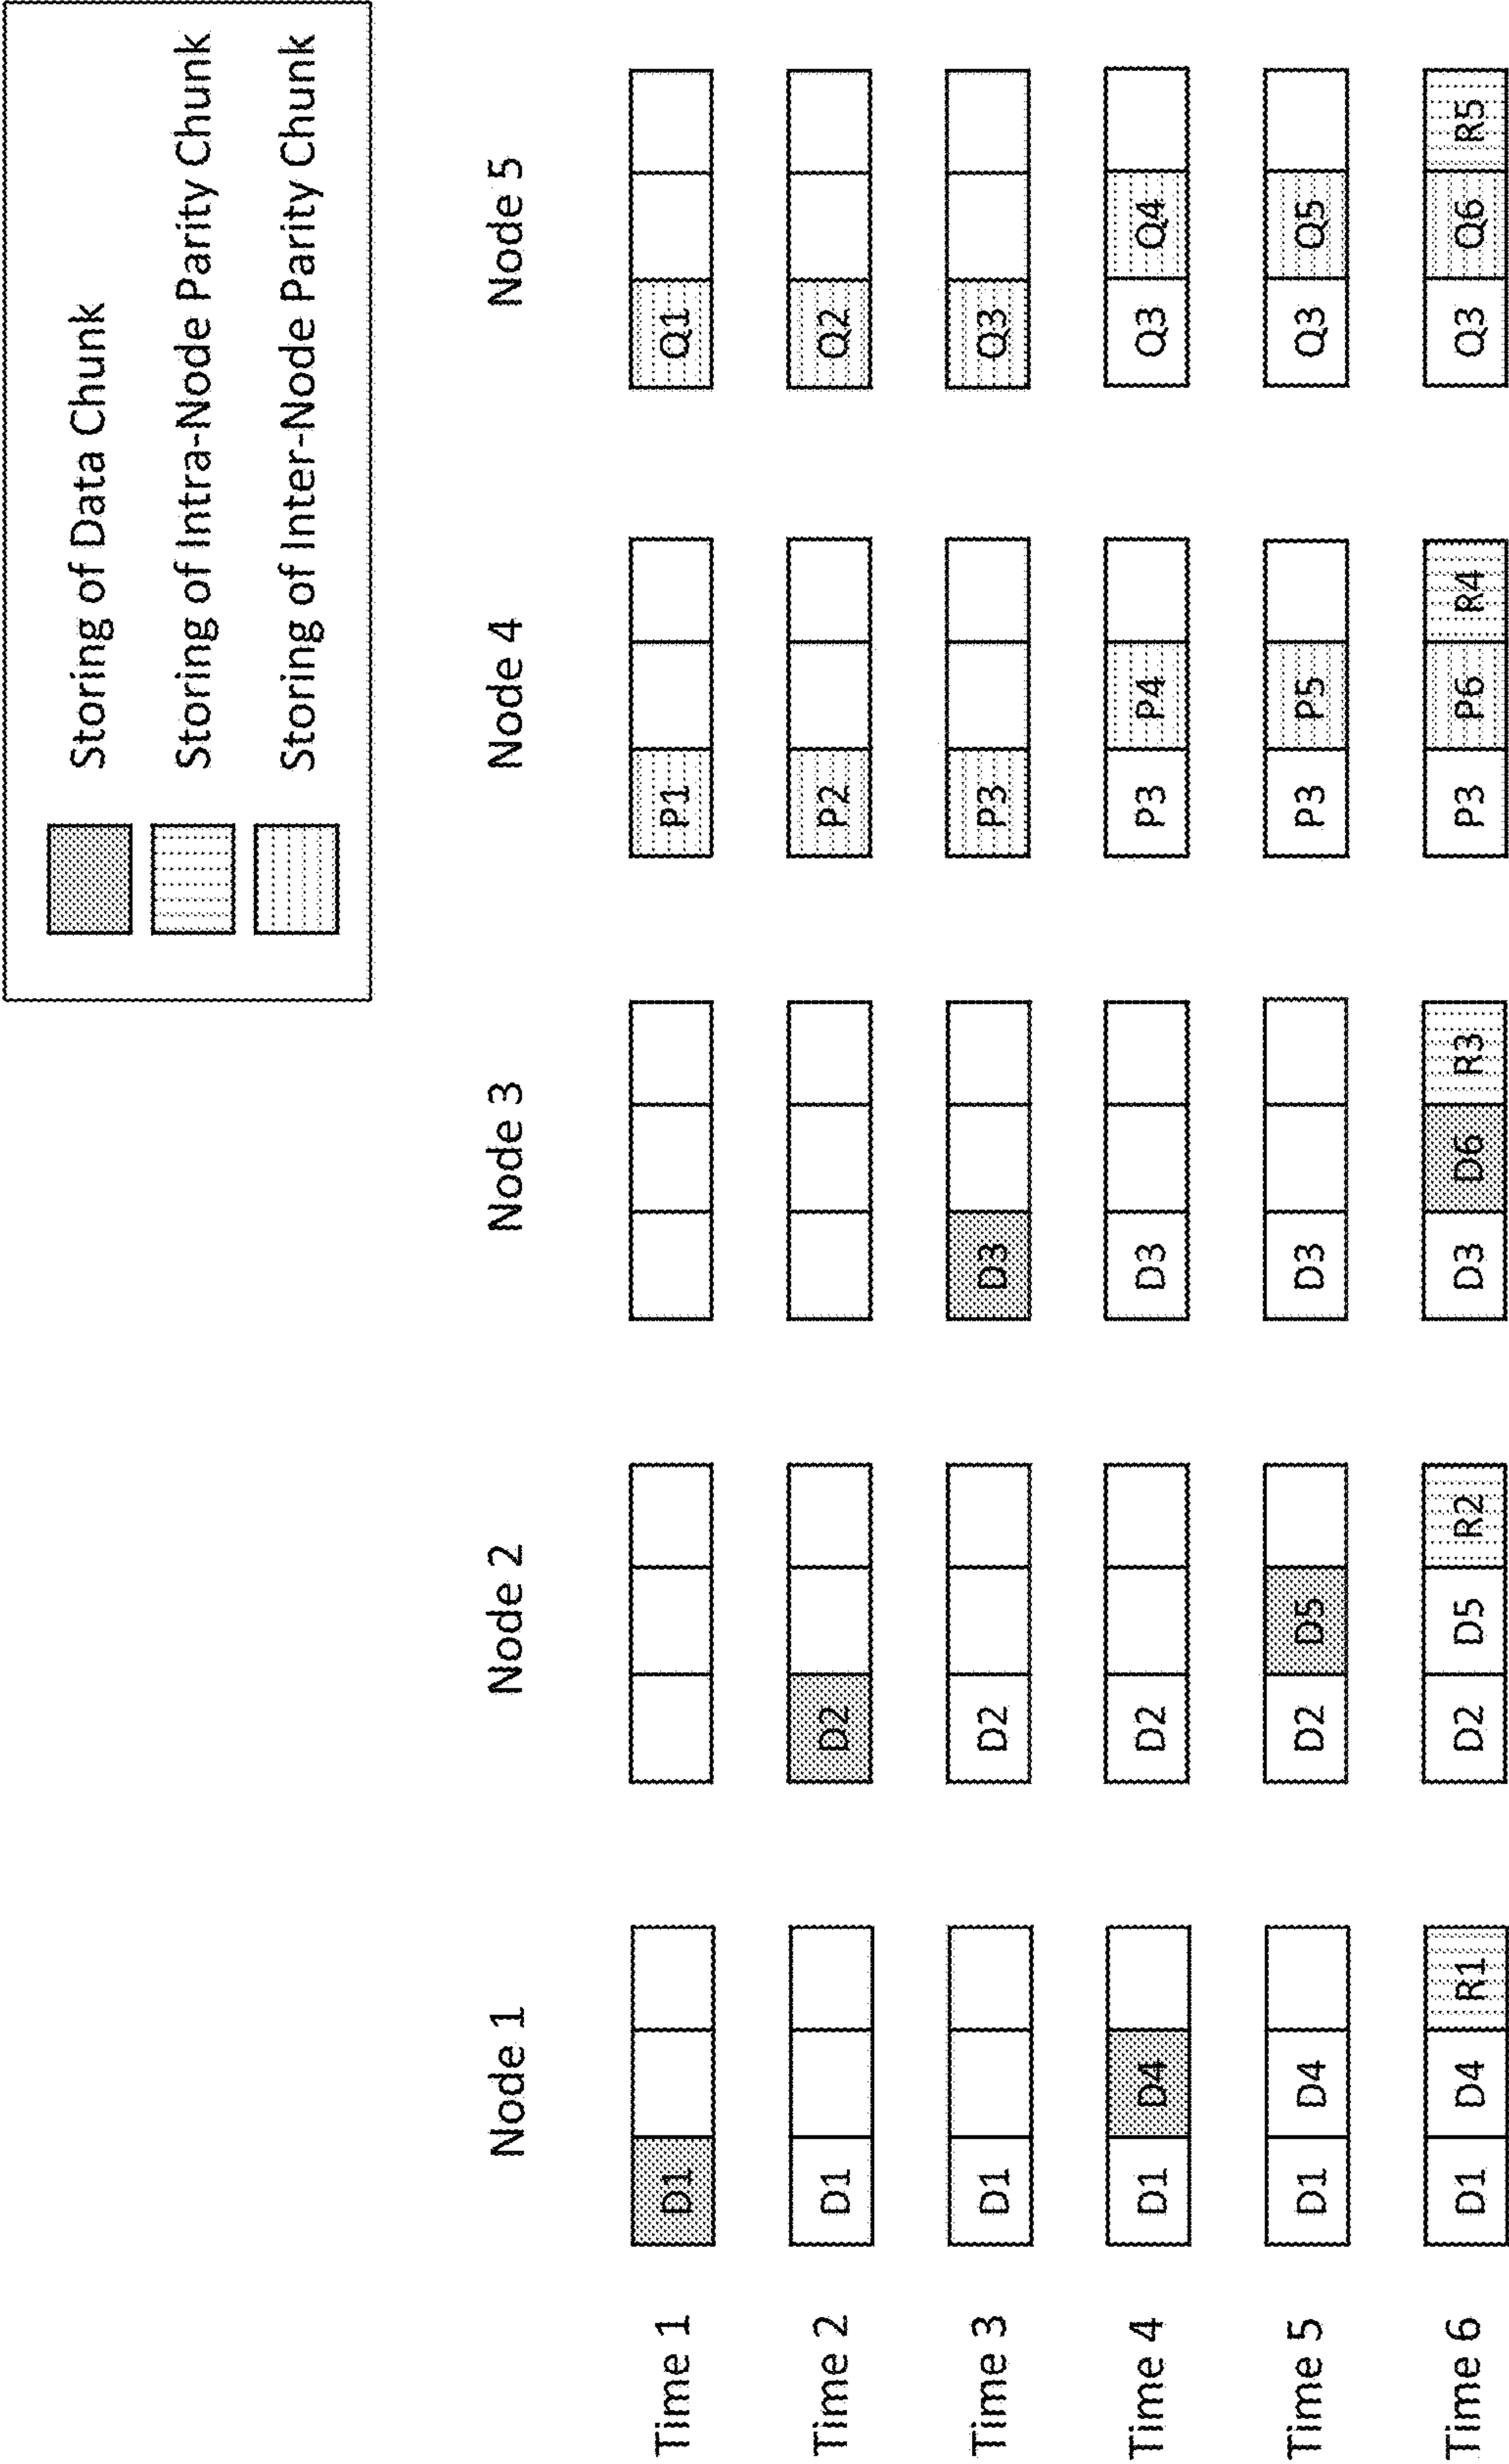 Storing of Data Chunk
Storing of Intra-Node Parity Chunk
Storing of Inter-Node Parity Chunk
Node 1 Node 2 Node 3 Node 4 Node 5
Time 1 D1 P1 Q1
Time 2 D1 D2 P2 Q2
Time 3 D1 D2 D3 P3 Q3
Time 4 D1 D4 D2 D3 P3 P4 Q3 Q4
Time 5 D1 D4 D2 D5 D3 P3 P5 Q3 Q5
Time 6 D1 D4 R1 D2 D5 R2 D3 D6 R3 P3 P6 R4 Q3 Q6 R5